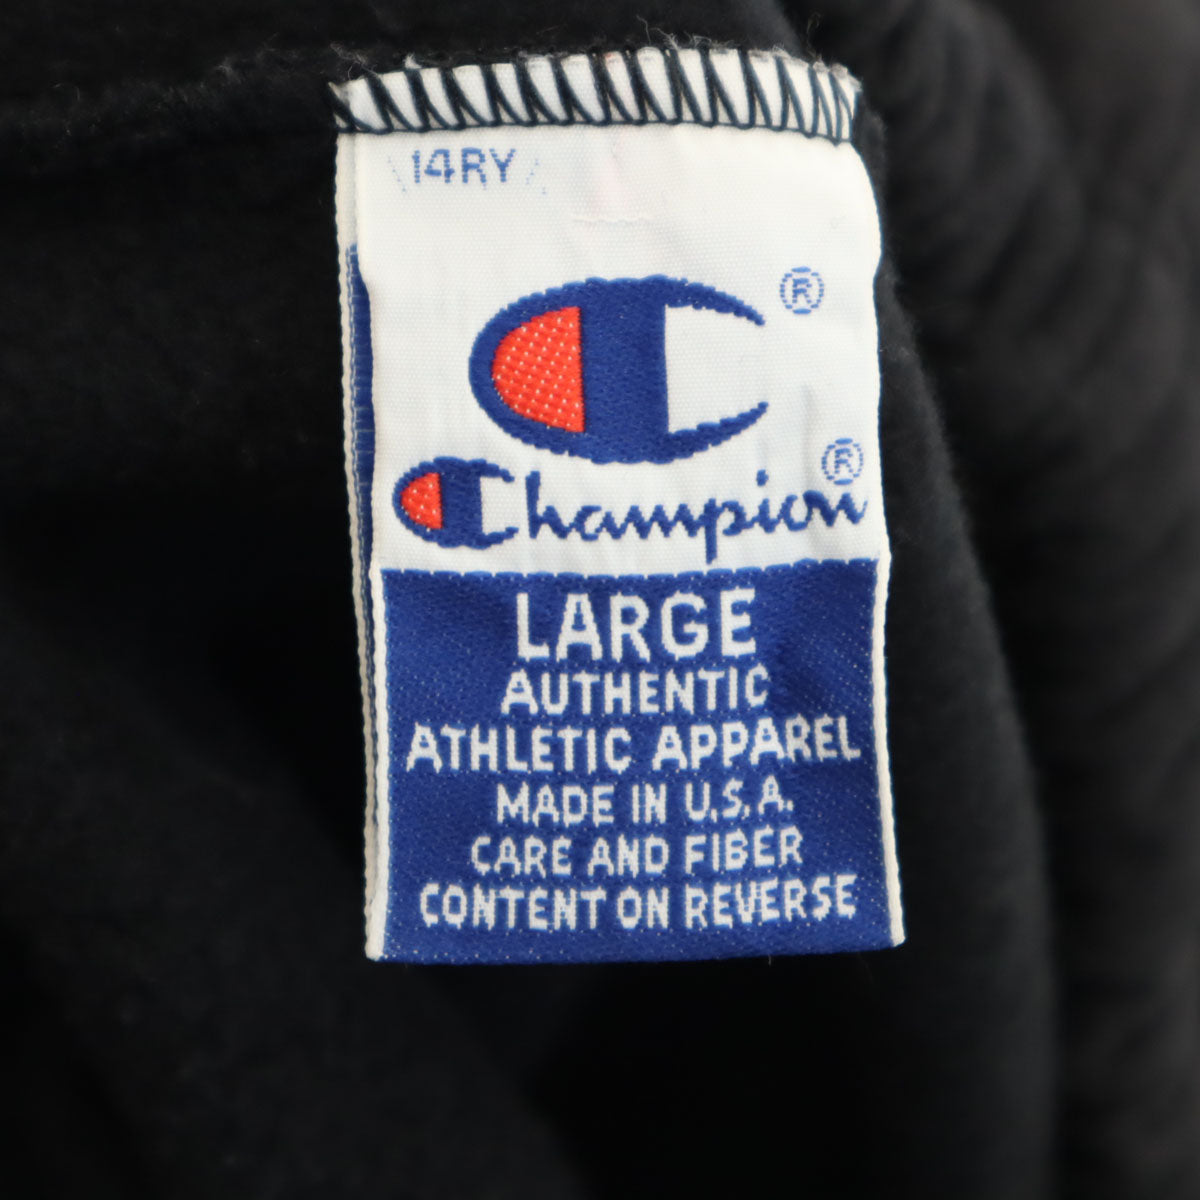 14RY
®
Champion®
LARGE
AUTHENTIC
ATHLETIC APPAREL
MADE IN U.S.A.
CARE AND FIBER
CONTENT ON REVERSE